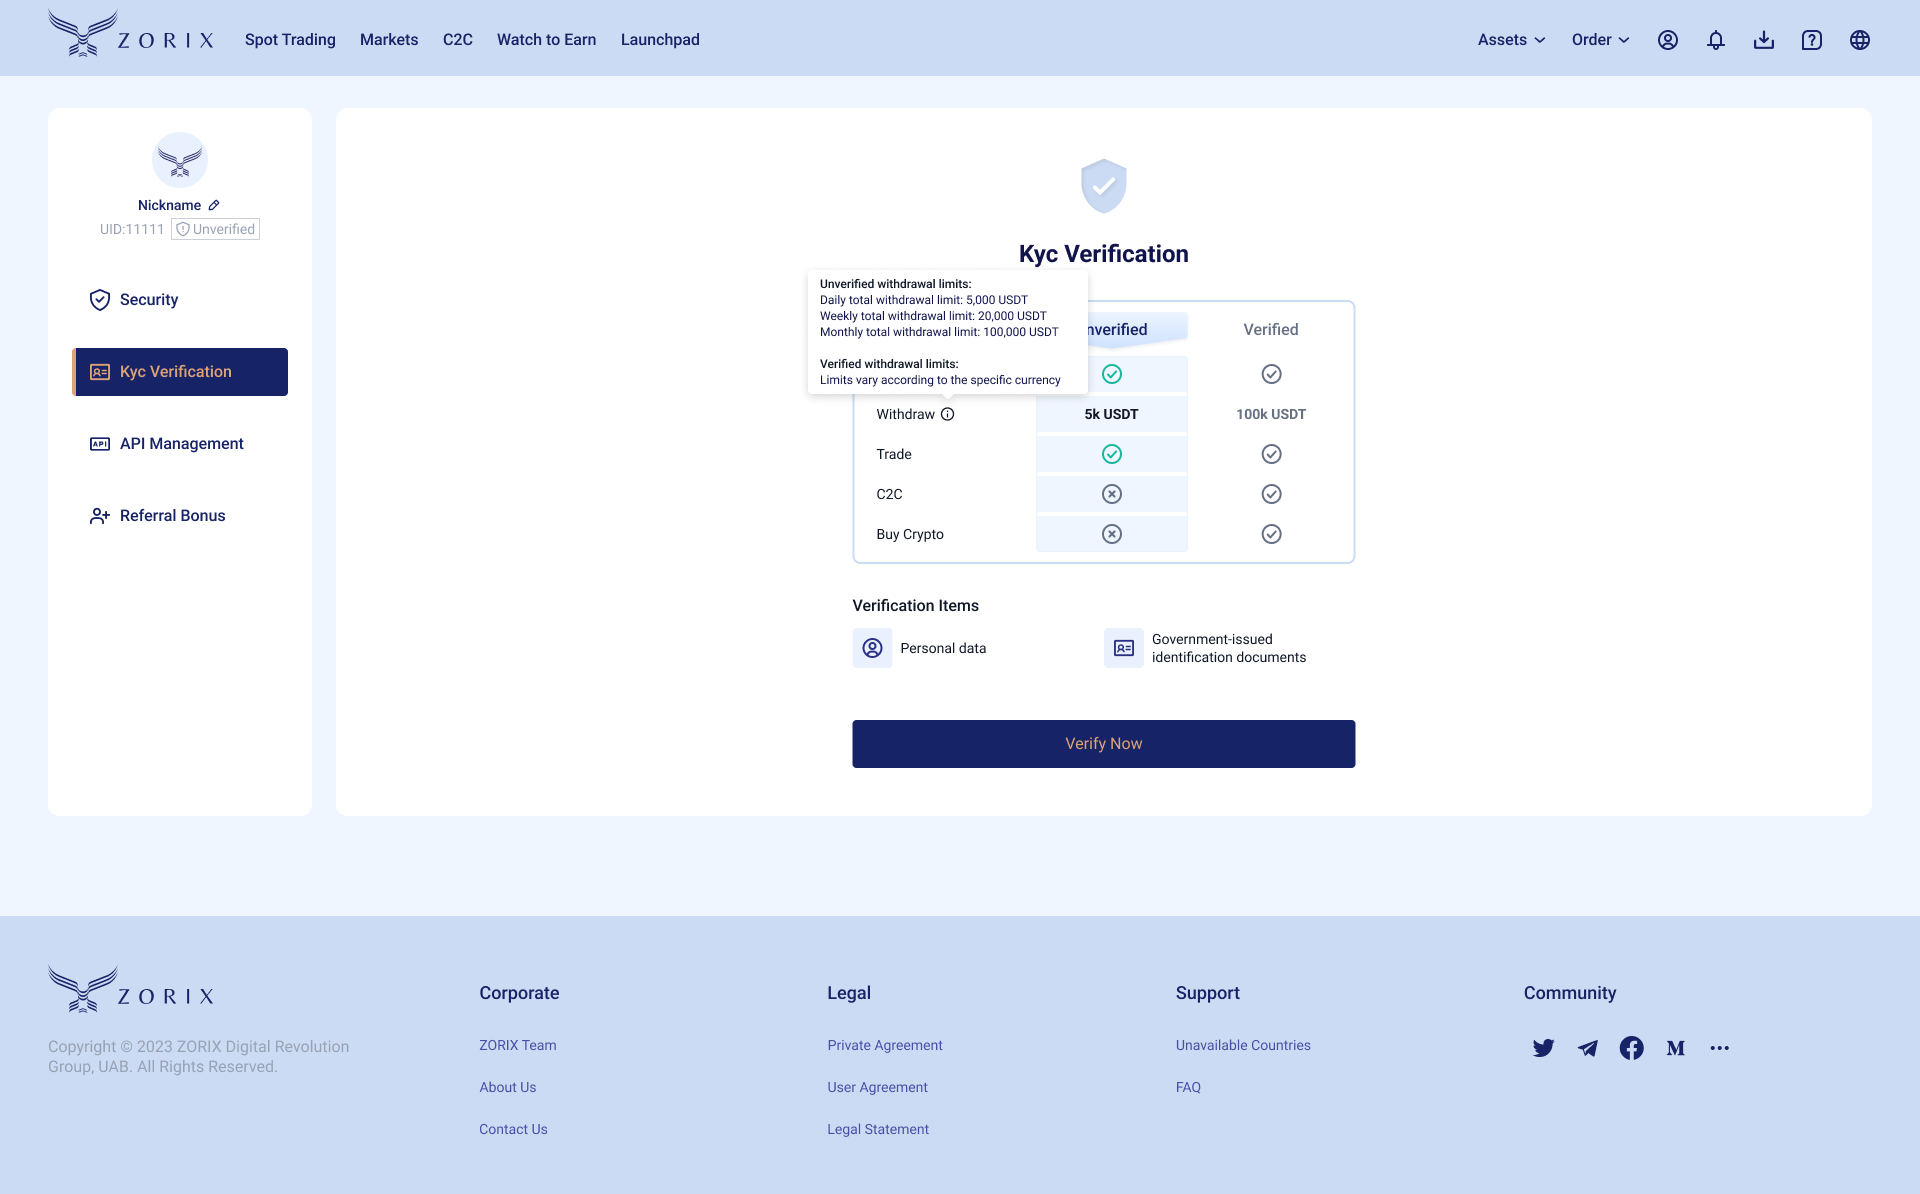 ZORIX
Spot Trading
Markets
C2C
Watch to Earn
Launchpad
Assets
Order
Nickname
UID:11111
Unverified
Security
Kyc Verification
API
API Management
Referral Bonus
Kyc Verification
Unverified withdrawal limits:
Daily total withdrawal limit: 5,000 USDT
Weekly total withdrawal limit: 20,000 USDT
Monthly total withdrawal limit: 100,000 USDT
Verified withdrawal limits:
Limits vary according to the specific currency
nverified
Verified
Withdraw
5k USDT
100k USDT
Trade
C2C
Buy Crypto
Verification Items
Personal data
Government-issued
identification documents
Verify Now
ZORIX
Copyright © 2023 ZORIX Digital Revolution
Group, UAB. All Rights Reserved.
Corporate
ZORIX Team
About Us
Contact Us
Legal
Private Agreement
User Agreement
Legal Statement
Support
Unavailable Countries
FAQ
Community